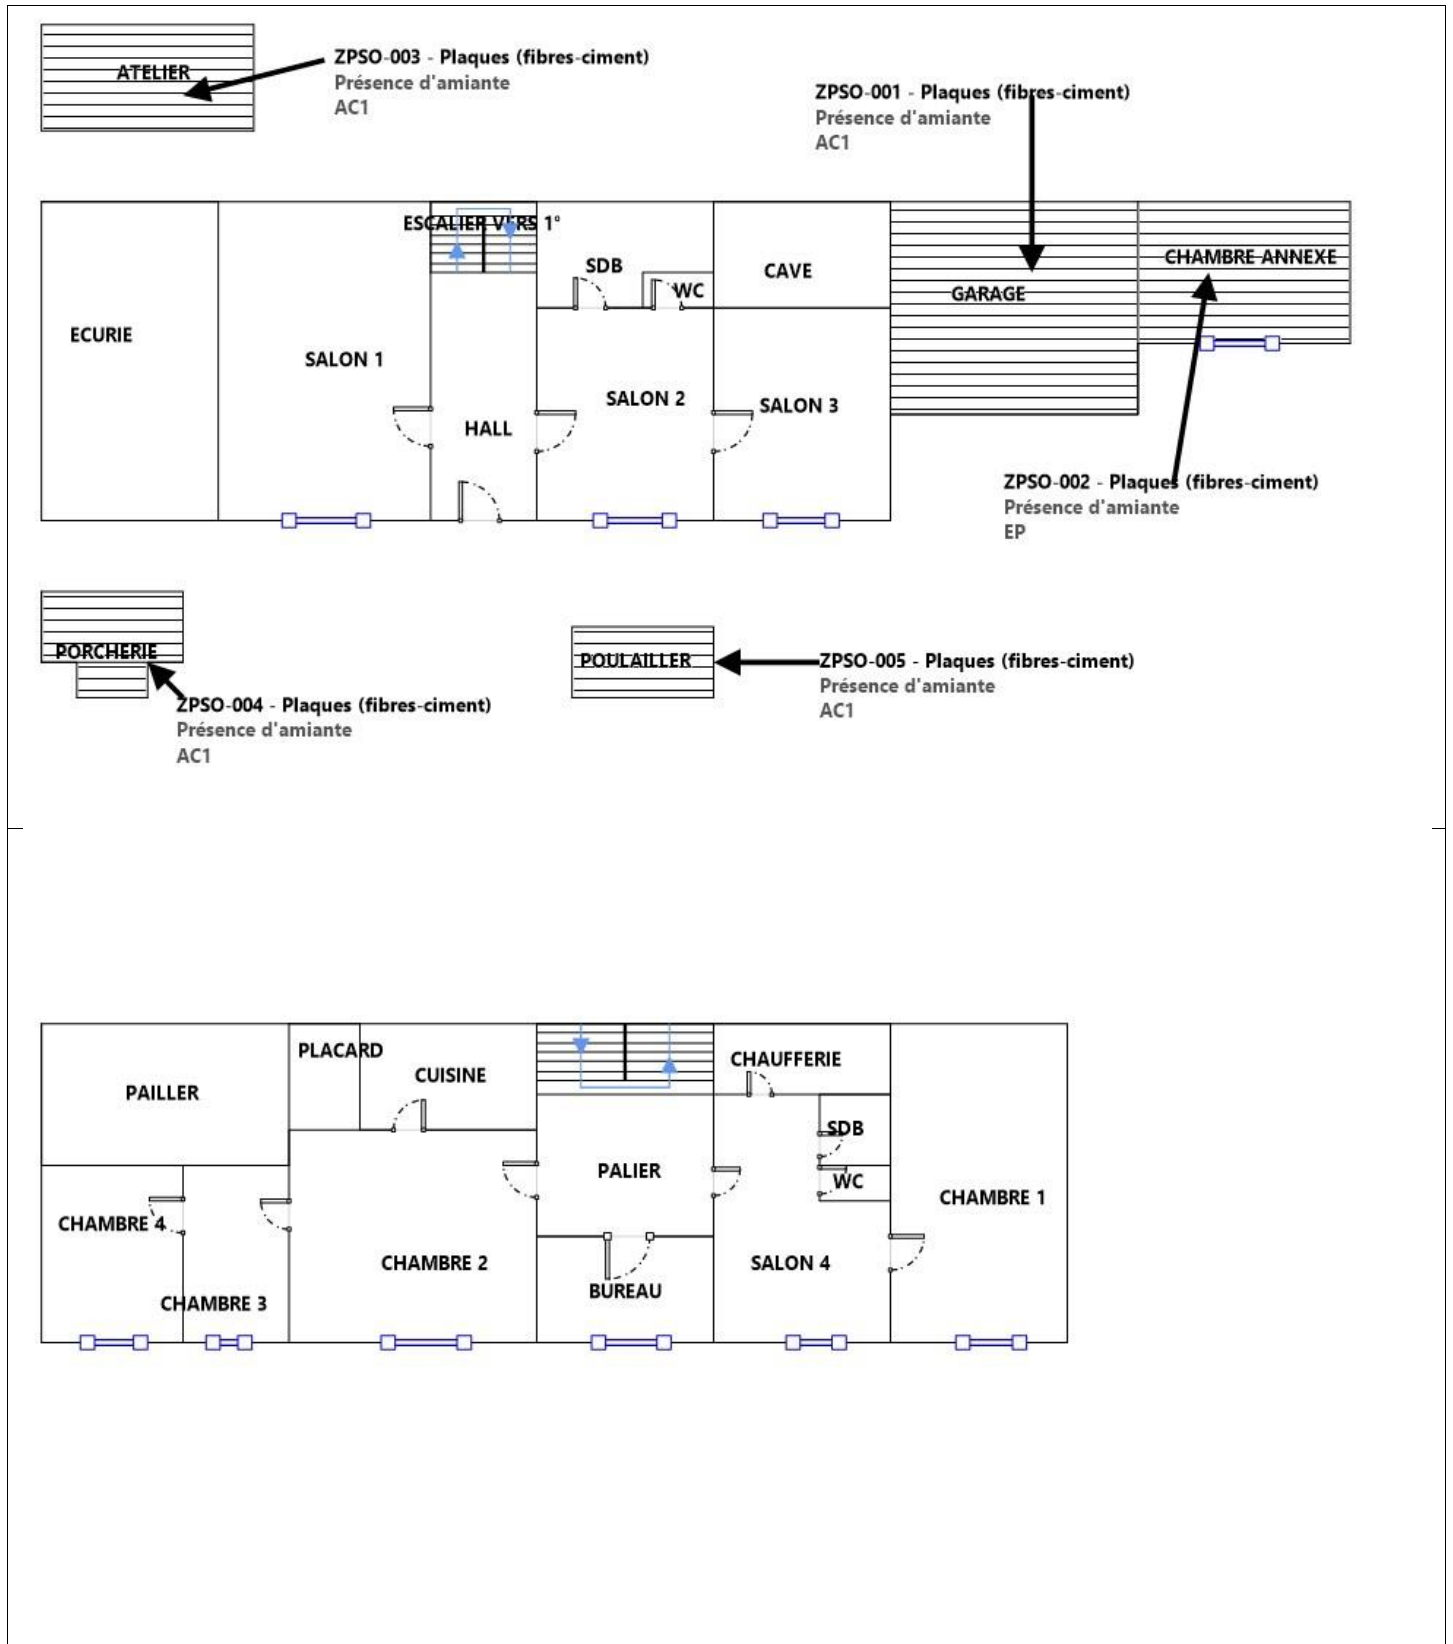 ATELIER
ZPSO-003 - Plaques (fibres-ciment)
Présence d'amiante
AC1
ZPSO-001 - Plaques (fibres-ciment)
Présence d'amiante
AC1
ESCALIER VERS 1°
SDB
WC
CAVE
CHAMBRE ANNEXE
GARAGE
ECURIE
SALON 1
SALON 2
SALON 3
HALL
ZPSO-002 - Plaques (fibres-ciment)
Présence d'amiante
EP
PORCHERIE
ZPSO-004 - Plaques (fibres-ciment)
Présence d'amiante
AC1
POULAILLER
ZPSO-005 - Plaques (fibres-ciment)
Présence d'amiante
AC1
PLACARD
CUISINE
CHAUFFERIE
PAILLER
SDB
PALIER
WC
CHAMBRE 1
CHAMBRE 4
CHAMBRE 2
SALON 4
BUREAU
CHAMBRE 3